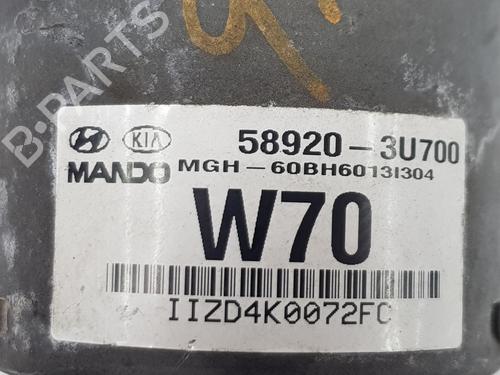 B-PARTS
KIA
58920-3U700
MANDO MGH-60BH6013I304
W70
IIZD4K0072FC